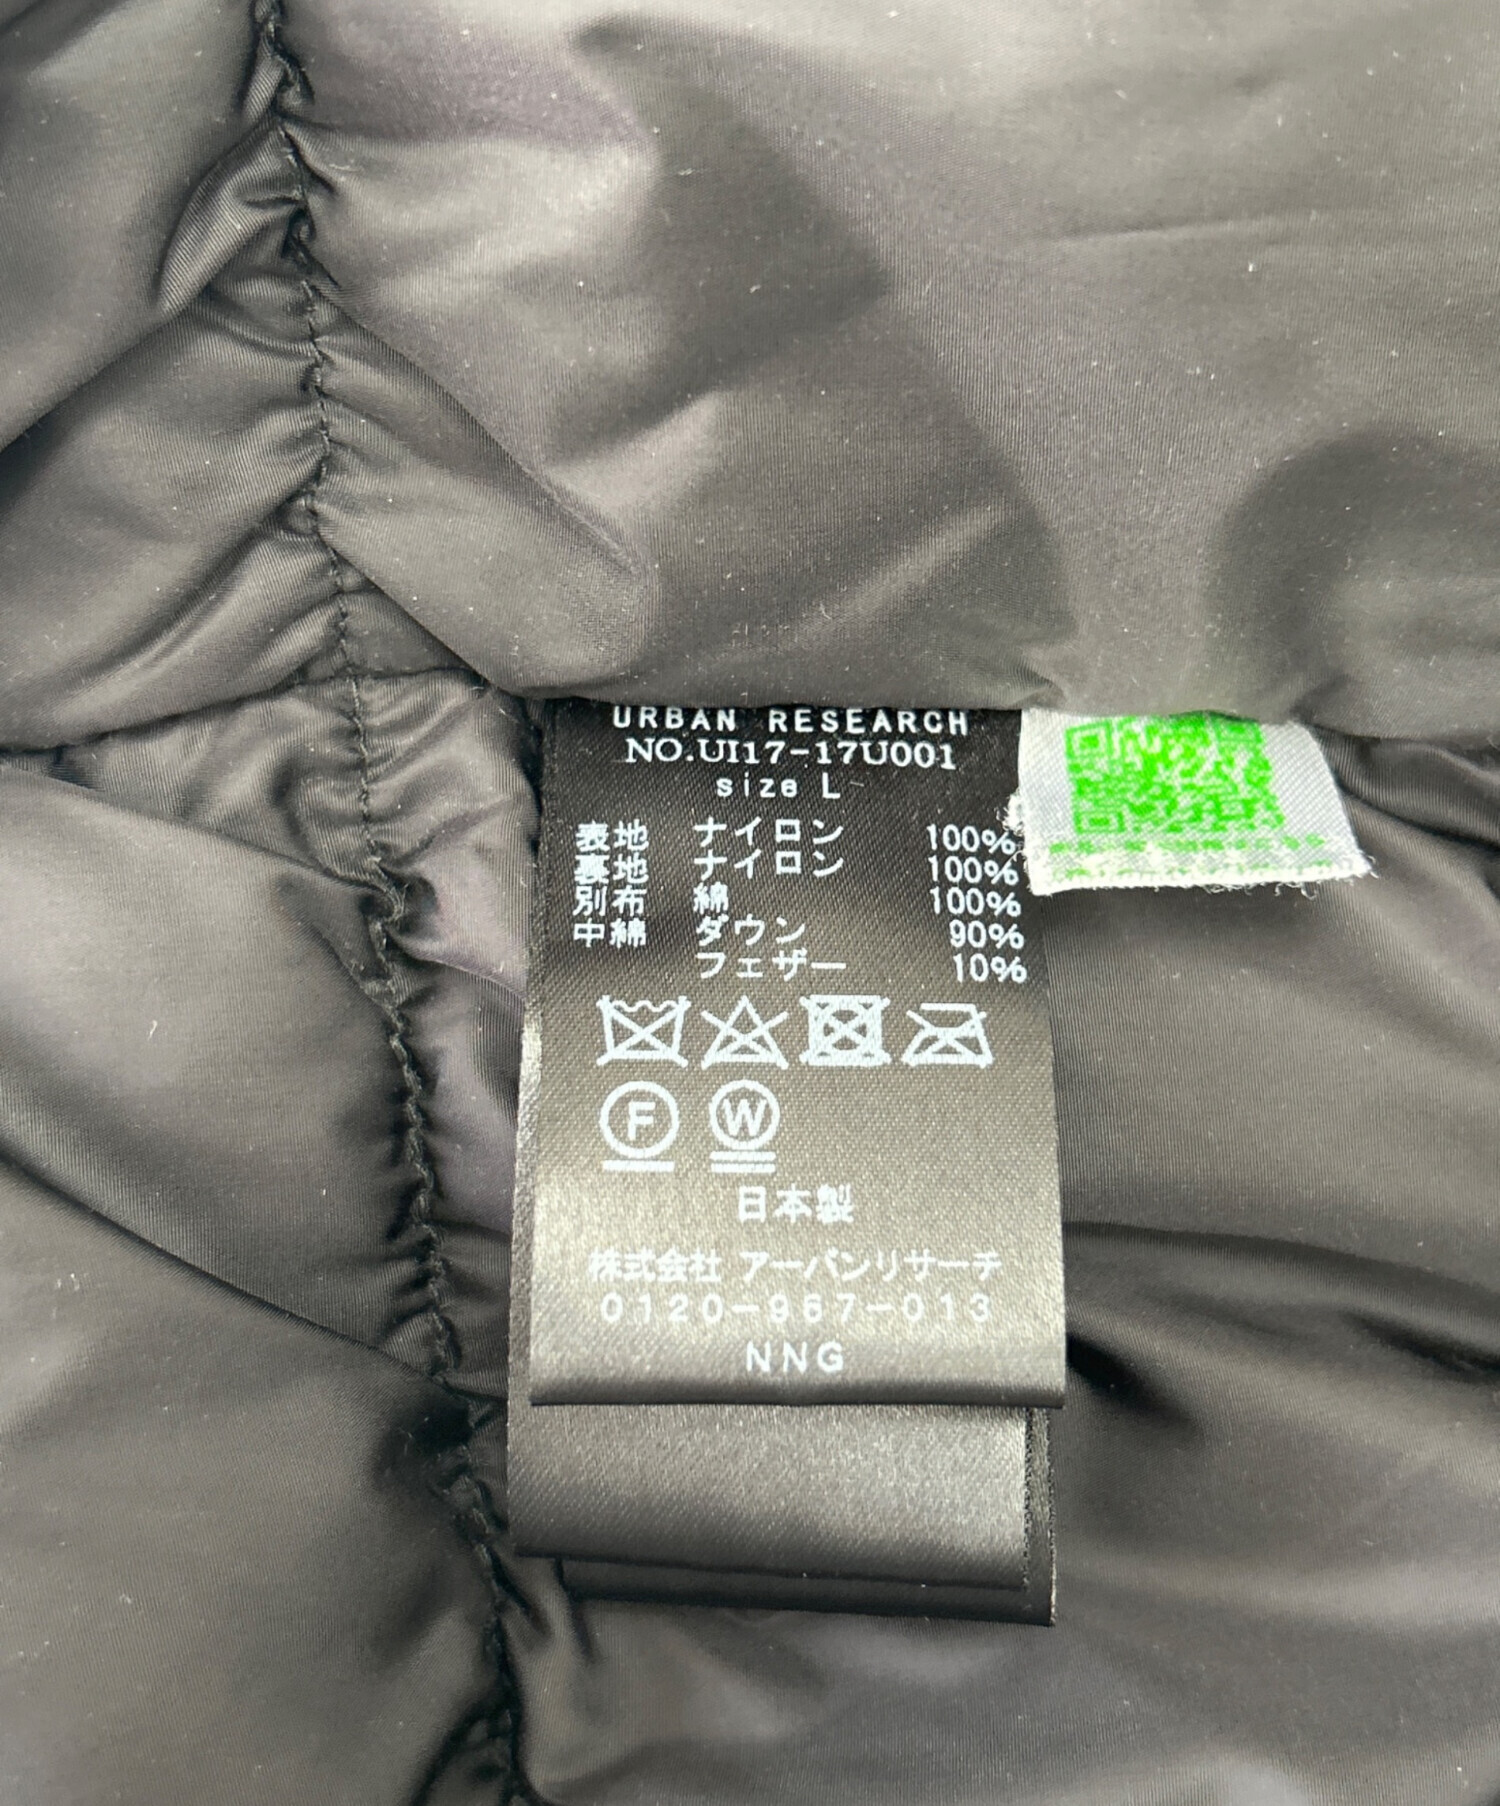 URBAN RESEARCH
NO.UI17-17U001
size L
表地 ナイロン 100%
裏地 ナイロン 100%
別布 綿 100%
中綿 ダウン 90%
フェザー 10%
F W
日本製
株式会社 アーバンリサーチ
0120-967-013
NNG